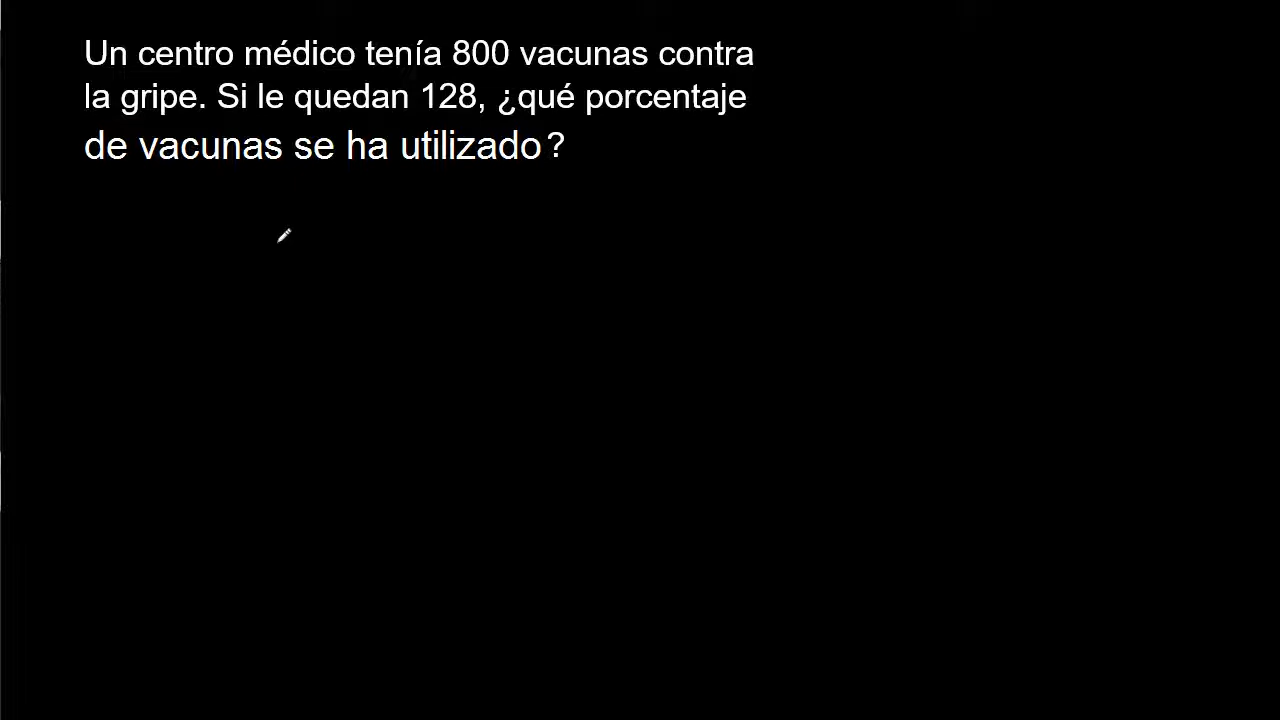 Un centro médico tenía 800 vacunas contra
la gripe. Si le quedan 128, ¿qué porcentaje
de vacunas se ha utilizado?